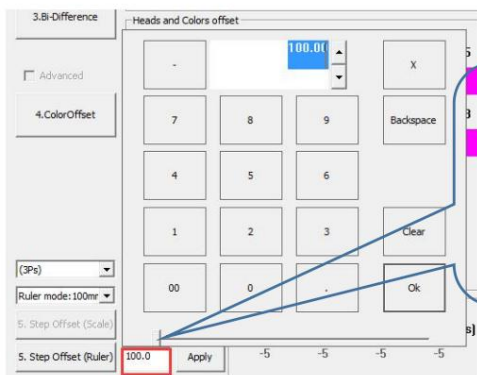 3.Bi-Difference
Heads and Colors offset
100.00
-
X
Advanced
4.ColorOffset
7
8
9
Backspace
4
5
6
1
2
3
Clear
(3Ps)
00
0
.
Ok
Ruler mode:100mr
5. Step Offset (Scale)
s)
5. Step Offset (Ruler)
100.0
Apply
-5
-5
-5
-5